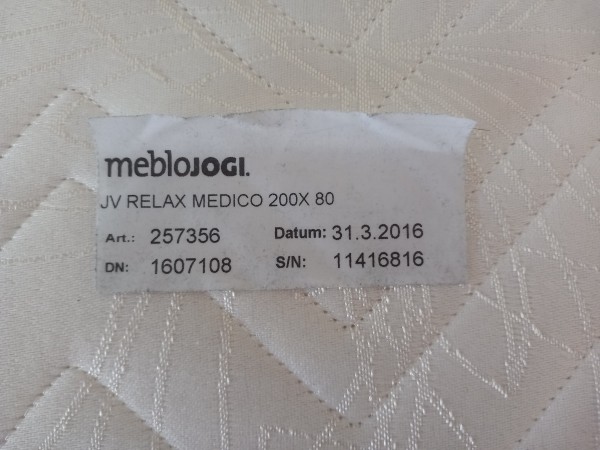 mebloJOGI.
JV RELAX MEDICO 200X 80
Art.: 257356 Datum: 31.3.2016
DN: 1607108 S/N: 11416816